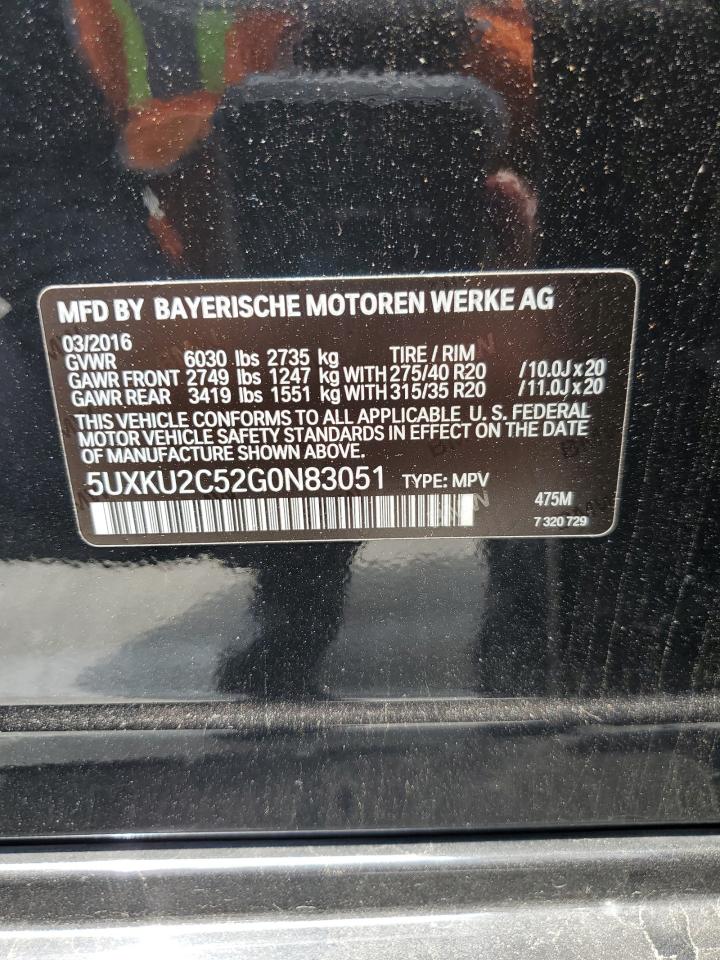 MFD BY BAYERISCHE MOTOREN WERKE AG
03/2016
GVWR 6030 lbs 2735 kg TIRE / RIM
GAWR FRONT 2749 lbs 1247 kg WITH 275/40 R20 /10.0J x 20
GAWR REAR 3419 lbs 1551 kg WITH 315/35 R20 /11.0J x 20
THIS VEHICLE CONFORMS TO ALL APPLICABLE U. S. FEDERAL
MOTOR VEHICLE SAFETY STANDARDS IN EFFECT ON THE DATE
OF MANUFACTURE SHOWN ABOVE.
5UXKU2C52G0N83051 TYPE: MPV
475M
7 320 729